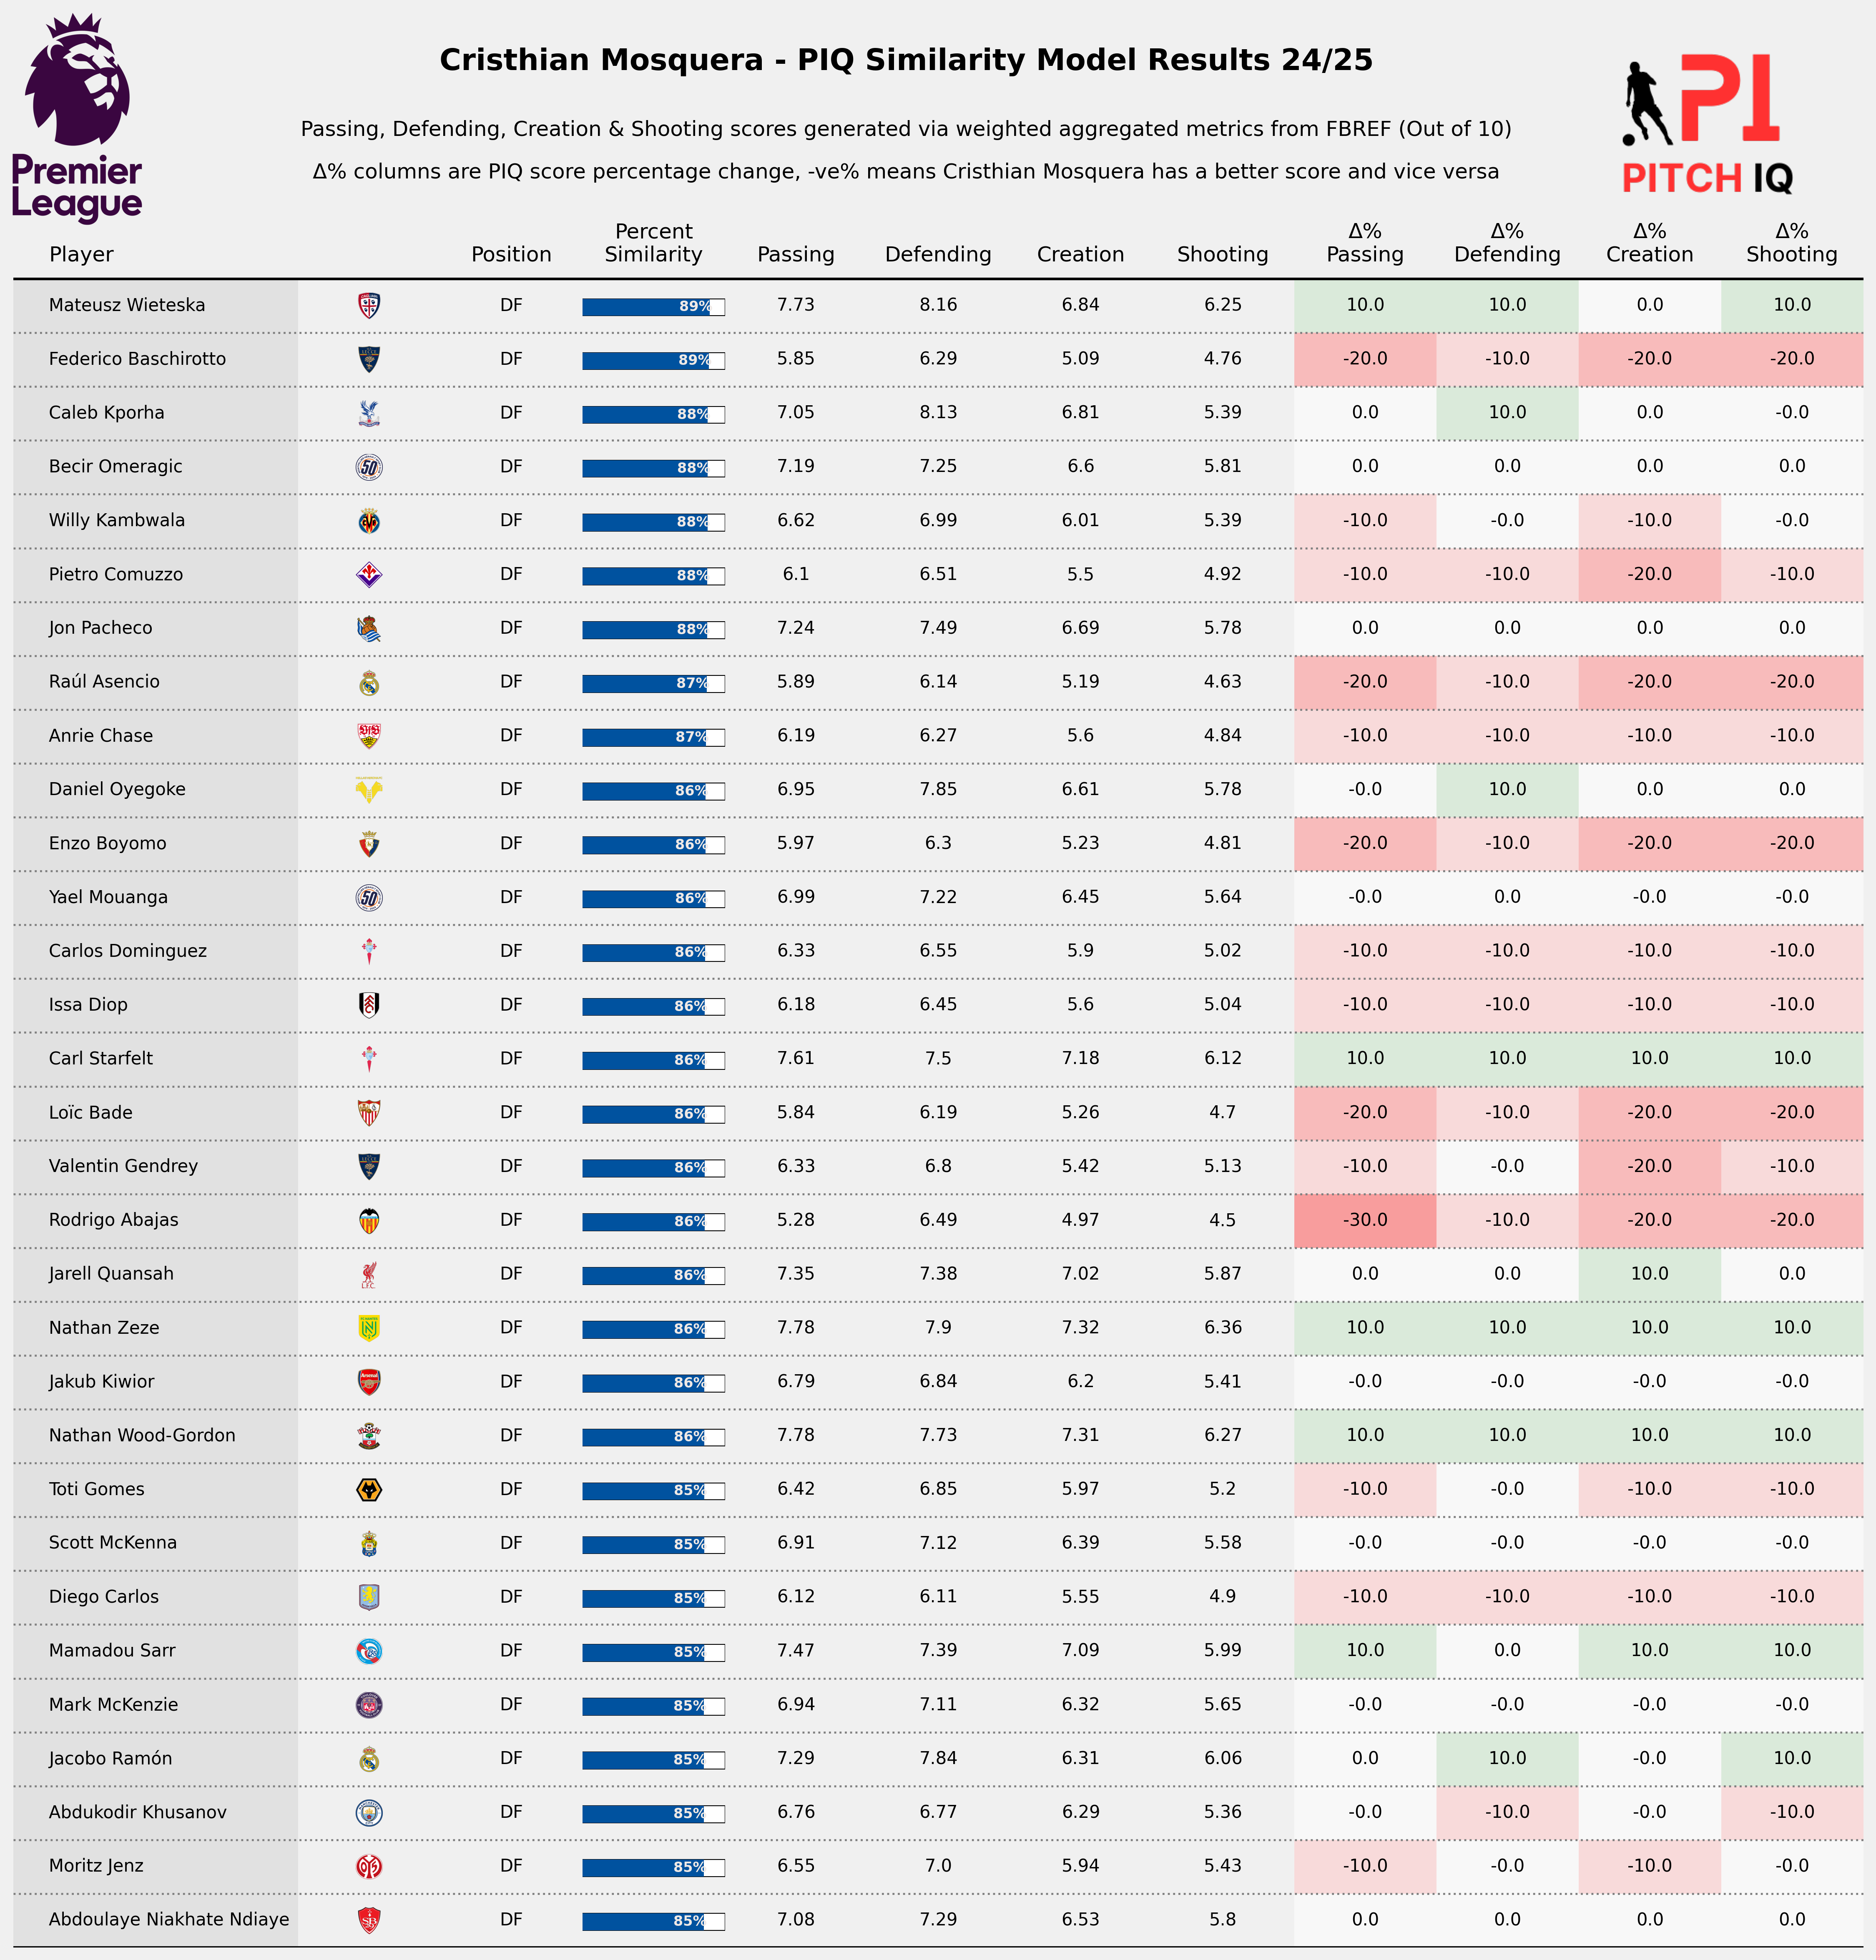 Cristhian Mosquera - PIQ Similarity Model Results 24/25
Passing, Defending, Creation & Shooting scores generated via weighted aggregated metrics from FBREF (Out of 10)
Δ% columns are PIQ score percentage change, -ve% means Cristhian Mosquera has a better score and vice versa
Premier
League
PI
PITCH IQ
Player Position Percent Similarity Passing Defending Creation Shooting Δ% Passing Δ% Defending Δ% Creation Δ% Shooting
Mateusz Wieteska DF 89% 7.73 8.16 6.84 6.25 10.0 10.0 0.0 10.0
Federico Baschirotto DF 89% 5.85 6.29 5.09 4.76 -20.0 -10.0 -20.0 -20.0
Caleb Kporha DF 88% 7.05 8.13 6.81 5.39 0.0 10.0 0.0 -0.0
Becir Omeragic 50 DF 88% 7.19 7.25 6.6 5.81 0.0 0.0 0.0 0.0
Willy Kambwala DF 88% 6.62 6.99 6.01 5.39 -10.0 -0.0 -10.0 -0.0
Pietro Comuzzo DF 88% 6.1 6.51 5.5 4.92 -10.0 -10.0 -20.0 -10.0
Jon Pacheco DF 88% 7.24 7.49 6.69 5.78 0.0 0.0 0.0 0.0
Raúl Asencio DF 87% 5.89 6.14 5.19 4.63 -20.0 -10.0 -20.0 -20.0
Anrie Chase DF 87% 6.19 6.27 5.6 4.84 -10.0 -10.0 -10.0 -10.0
Daniel Oyegoke DF 86% 6.95 7.85 6.61 5.78 -0.0 10.0 0.0 0.0
Enzo Boyomo DF 86% 5.97 6.3 5.23 4.81 -20.0 -10.0 -20.0 -20.0
Yael Mouanga 50 DF 86% 6.99 7.22 6.45 5.64 -0.0 0.0 -0.0 -0.0
Carlos Dominguez DF 86% 6.33 6.55 5.9 5.02 -10.0 -10.0 -10.0 -10.0
Issa Diop DF 86% 6.18 6.45 5.6 5.04 -10.0 -10.0 -10.0 -10.0
Carl Starfelt DF 86% 7.61 7.5 7.18 6.12 10.0 10.0 10.0 10.0
Loïc Bade DF 86% 5.84 6.19 5.26 4.7 -20.0 -10.0 -20.0 -20.0
Valentin Gendrey DF 86% 6.33 6.8 5.42 5.13 -10.0 -0.0 -20.0 -10.0
Rodrigo Abajas DF 86% 5.28 6.49 4.97 4.5 -30.0 -10.0 -20.0 -20.0
Jarell Quansah DF 86% 7.35 7.38 7.02 5.87 0.0 0.0 10.0 0.0
Nathan Zeze DF 86% 7.78 7.9 7.32 6.36 10.0 10.0 10.0 10.0
Jakub Kiwior Arsenal DF 86% 6.79 6.84 6.2 5.41 -0.0 -0.0 -0.0 -0.0
Nathan Wood-Gordon DF 86% 7.78 7.73 7.31 6.27 10.0 10.0 10.0 10.0
Toti Gomes DF 85% 6.42 6.85 5.97 5.2 -10.0 -0.0 -10.0 -10.0
Scott McKenna DF 85% 6.91 7.12 6.39 5.58 -0.0 -0.0 -0.0 -0.0
Diego Carlos DF 85% 6.12 6.11 5.55 4.9 -10.0 -10.0 -10.0 -10.0
Mamadou Sarr DF 85% 7.47 7.39 7.09 5.99 10.0 0.0 10.0 10.0
Mark McKenzie DF 85% 6.94 7.11 6.32 5.65 -0.0 -0.0 -0.0 -0.0
Jacobo Ramón DF 85% 7.29 7.84 6.31 6.06 0.0 10.0 -0.0 10.0
Abdukodir Khusanov DF 85% 6.76 6.77 6.29 5.36 -0.0 -10.0 -0.0 -10.0
Moritz Jenz DF 85% 6.55 7.0 5.94 5.43 -10.0 -0.0 -10.0 -0.0
Abdoulaye Niakhate Ndiaye DF 85% 7.08 7.29 6.53 5.8 0.0 0.0 0.0 0.0